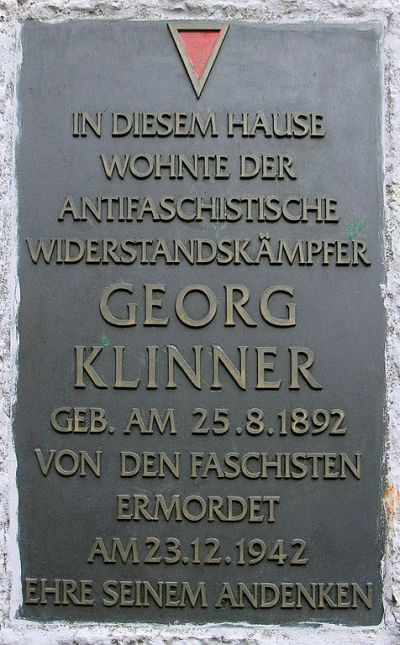 IN DIESEM HAUSE
WOHNTE DER
ANTIFASCHISTISCHE
WIDERSTANDSKÄMPFER
GEORG
KLINNER
GEB. AM 25.8.1892
VON DEN FASCHISTEN
ERMORDET
AM 23.12.1942
EHRE SEINEM ANDENKEN